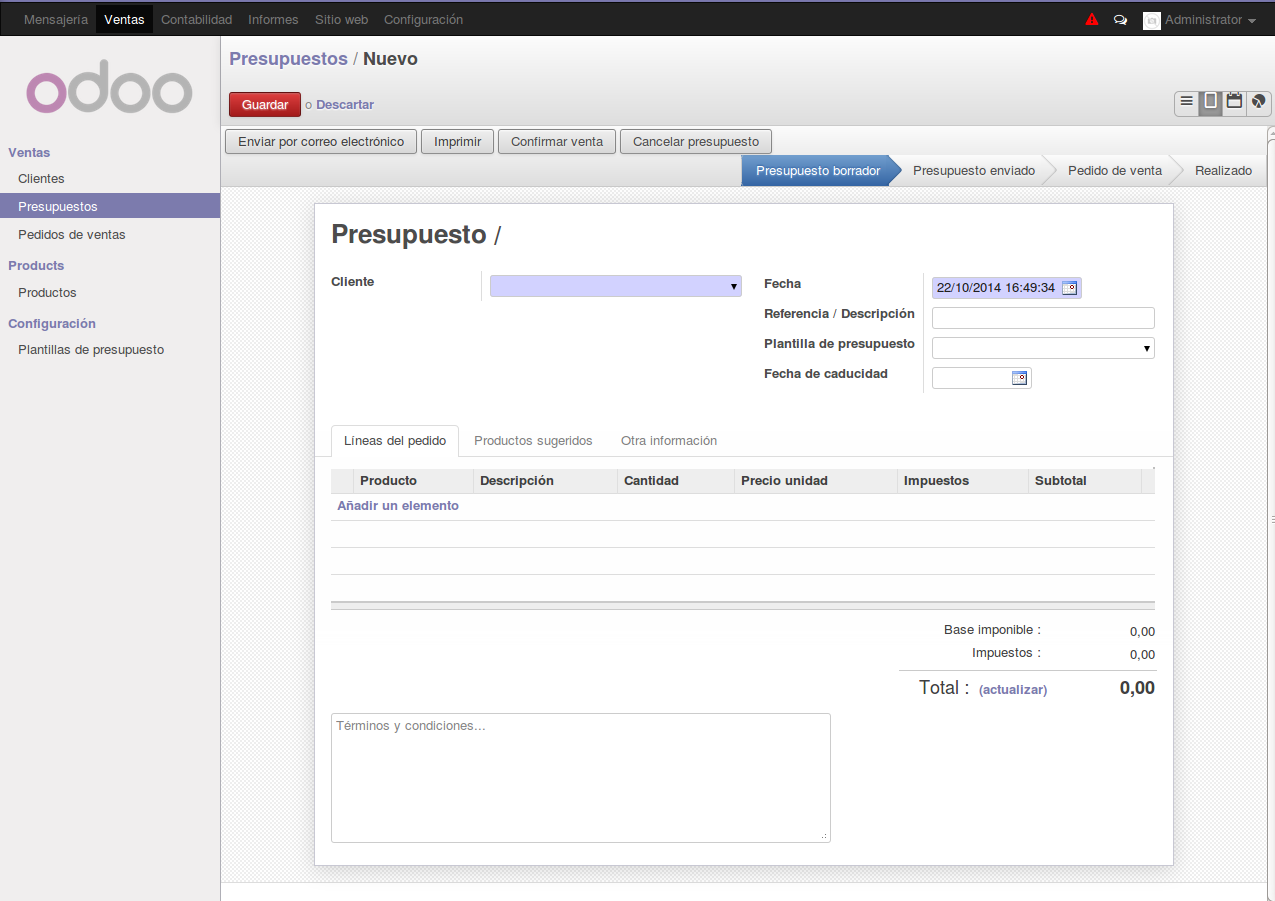 Mensajería Ventas Contabilidad Informes Sitio web Configuración Administrator
odoo
Ventas
Clientes
Presupuestos
Pedidos de ventas
Products
Productos
Configuración
Plantillas de presupuesto
Presupuestos / Nuevo
Guardar o Descartar
Enviar por correo electrónico Imprimir Confirmar venta Cancelar presupuesto
Presupuesto borrador Presupuesto enviado Pedido de venta Realizado
Presupuesto /
Cliente
Fecha 22/10/2014 16:49:34
Referencia / Descripción
Plantilla de presupuesto
Fecha de caducidad
Líneas del pedido Productos sugeridos Otra información
Producto Descripción Cantidad Precio unidad Impuestos Subtotal
Añadir un elemento
Base imponible : 0,00
Impuestos : 0,00
Total : (actualizar) 0,00
Términos y condiciones...